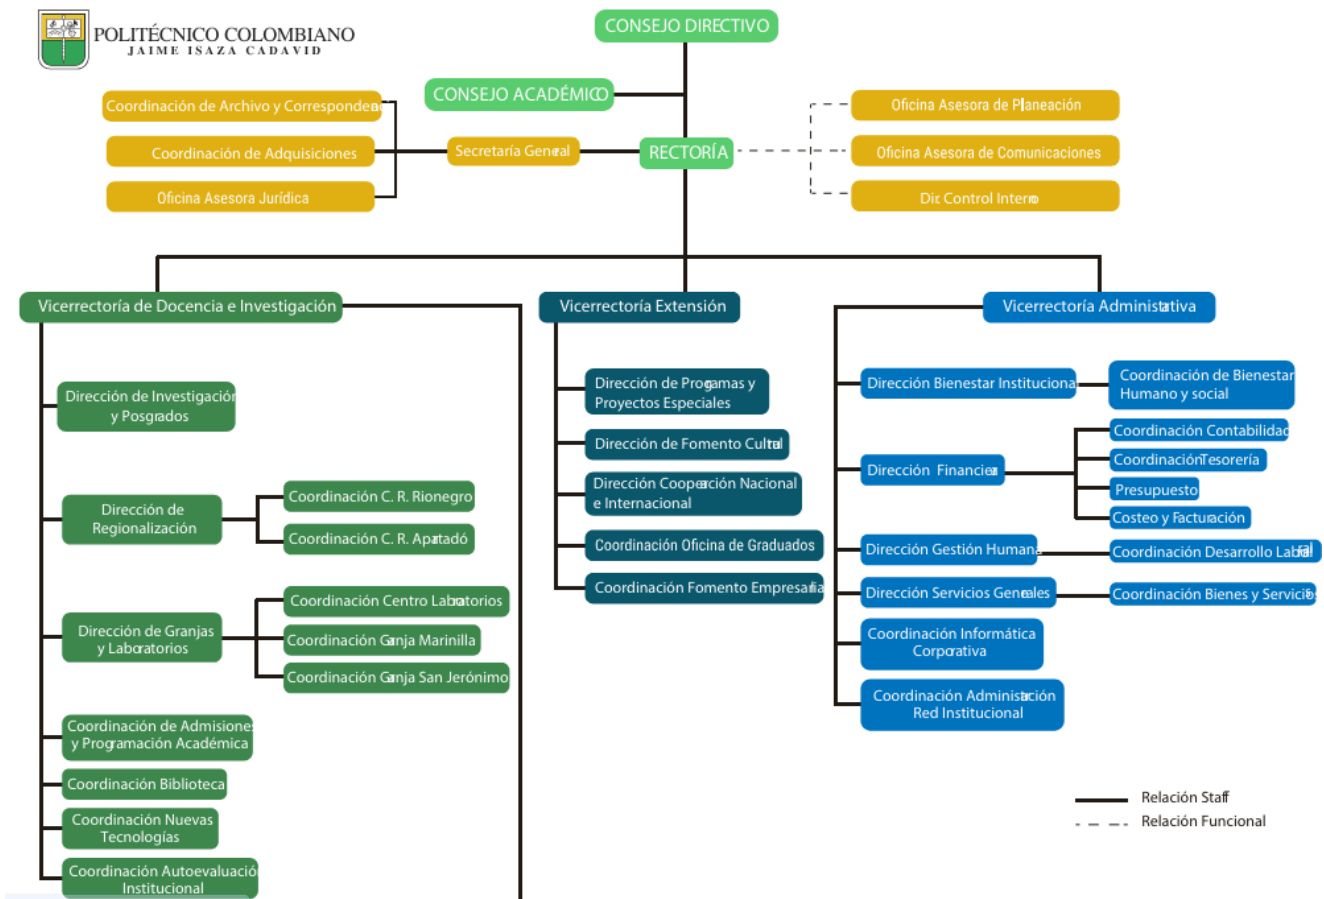 POLITÉCNICO COLOMBIANO
JAIME ISAZA CADAVID
CONSEJO DIRECTIVO
CONSEJO ACADÉMICO
Coordinación de Archivo y Corresponden
Coordinación de Adquisiciones
Oficina Asesora Jurídica
Secretaría General
RECTORÍA
Oficina Asesora de Planeación
Oficina Asesora de Comunicaciones
Dir. Control Interno
Vicerrectoría de Docencia e Investigación
Dirección de Investigación
y Posgrados
Dirección de
Regionalización
Coordinación C. R. Rionegro
Coordinación C. R. Apartadó
Dirección de Granjas
y Laboratorios
Coordinación Centro Laboratorios
Coordinación Granja Marinilla
Coordinación Granja San Jerónimo
Coordinación de Admisiones
y Programación Académica
Coordinación Biblioteca
Coordinación Nuevas
Tecnologías
Coordinación Autoevaluació
Institucional
Vicerrectoría Extensión
Dirección de Programas y
Proyectos Especiales
Dirección de Fomento Cultural
Dirección Cooperación Nacional
e Internacional
Coordinación Oficina de Graduados
Coordinación Fomento Empresarial
Vicerrectoría Administrativa
Dirección Bienestar Institucional
Coordinación de Bienestar
Humano y social
Dirección Financiera
Coordinación Contabilidad
Coordinación Tesorería
Presupuesto
Costeo y Facturación
Dirección Gestión Humana
Coordinación Desarrollo Laboral
Dirección Servicios Generales
Coordinación Bienes y Servicios
Coordinación Informática
Corporativa
Coordinación Administración
Red Institucional
Relación Staff
Relación Funcional